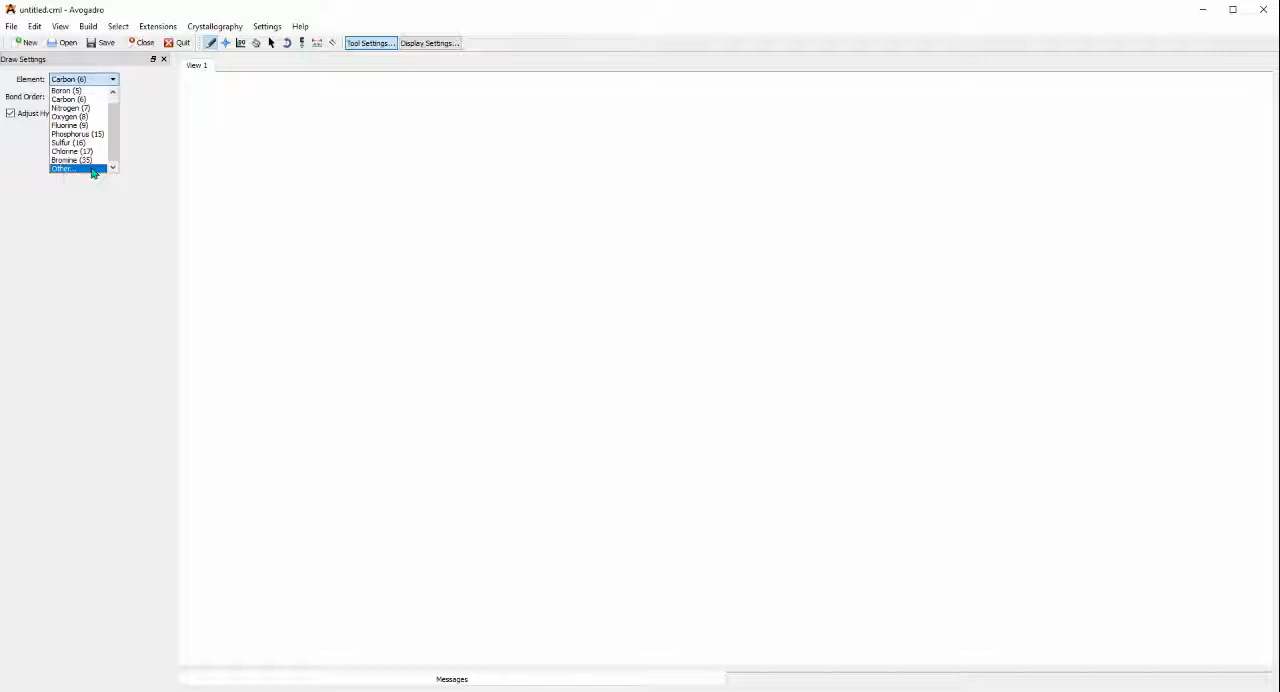 untitled.cml - Avogadro
File Edit View Build Select Extensions Crystallography Settings Help
New Open Save Close Quit Tool Settings... Display Settings...
Draw Settings
View 1
Element: Carbon (6)
Boron (5)
Bond Order:
Carbon (6)
Nitrogen (7)
Adjust Hy
Oxygen (8)
Fluorine (9)
Phosphorus (15)
Sulfur (16)
Chlorine (17)
Bromine (35)
Other...
Messages